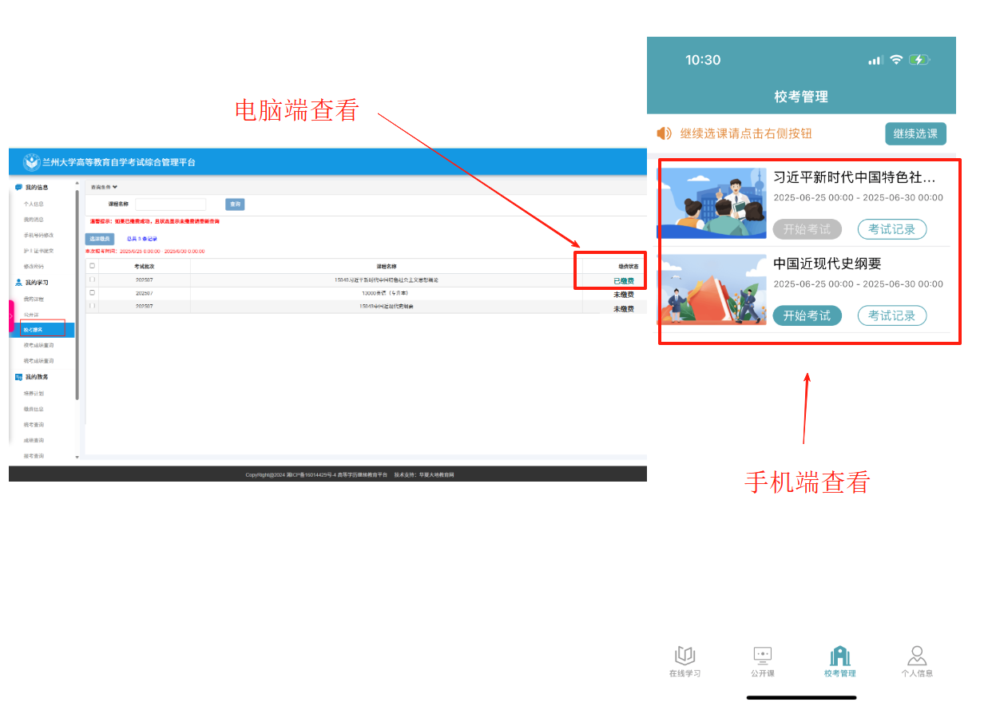 电脑端查看
兰州大学高等教育自学考试综合管理平台
我的信息
个人信息
我的消息
手机号码修改
护士证书提交
修改密码
我的学习
我的课程
公开课
校考报名
校考成绩查询
统考成绩查询
我的教务
培养计划
缴费信息
统考查询
成绩查询
报考查询
查询条件
课程名称
查询
温馨提示：如果已缴费成功，且状态显示未缴费请重新查询
选课缴费 总共 3 条记录
本次报考时间：2025/6/25 0:00:00 - 2025/6/30 0:00:00
考试批次 课程名称 缴费状态
202507 15040习近平新时代中国特色社会主义思想概论 已缴费
202507 13000英语（专升本） 未缴费
202507 15043中国近现代史纲要 未缴费
CopyRight@2024 湘ICP备16014429号-4 高等学历继续教育平台 技术支持：华夏大地教育网
10:30
校考管理
继续选课请点击右侧按钮
继续选课
习近平新时代中国特色社...
2025-06-25 00:00 - 2025-06-30 00:00
开始考试 考试记录
中国近现代史纲要
2025-06-25 00:00 - 2025-06-30 00:00
开始考试 考试记录
手机端查看
在线学习 公开课 校考管理 个人信息